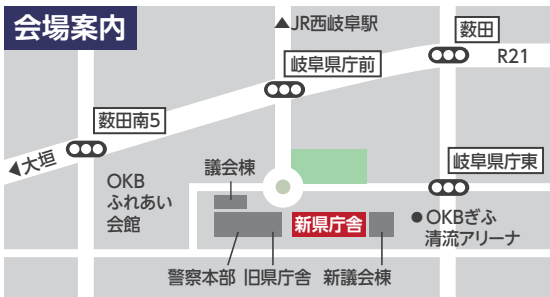 会場案内
▲JR西岐阜駅
薮田
R21
岐阜県庁前
薮田南5
◀大垣
岐阜県庁東
議会棟
OKB
ふれあい
会館
新県庁舎
●OKBぎふ
清流アリーナ
警察本部
旧県庁舎
新議会棟